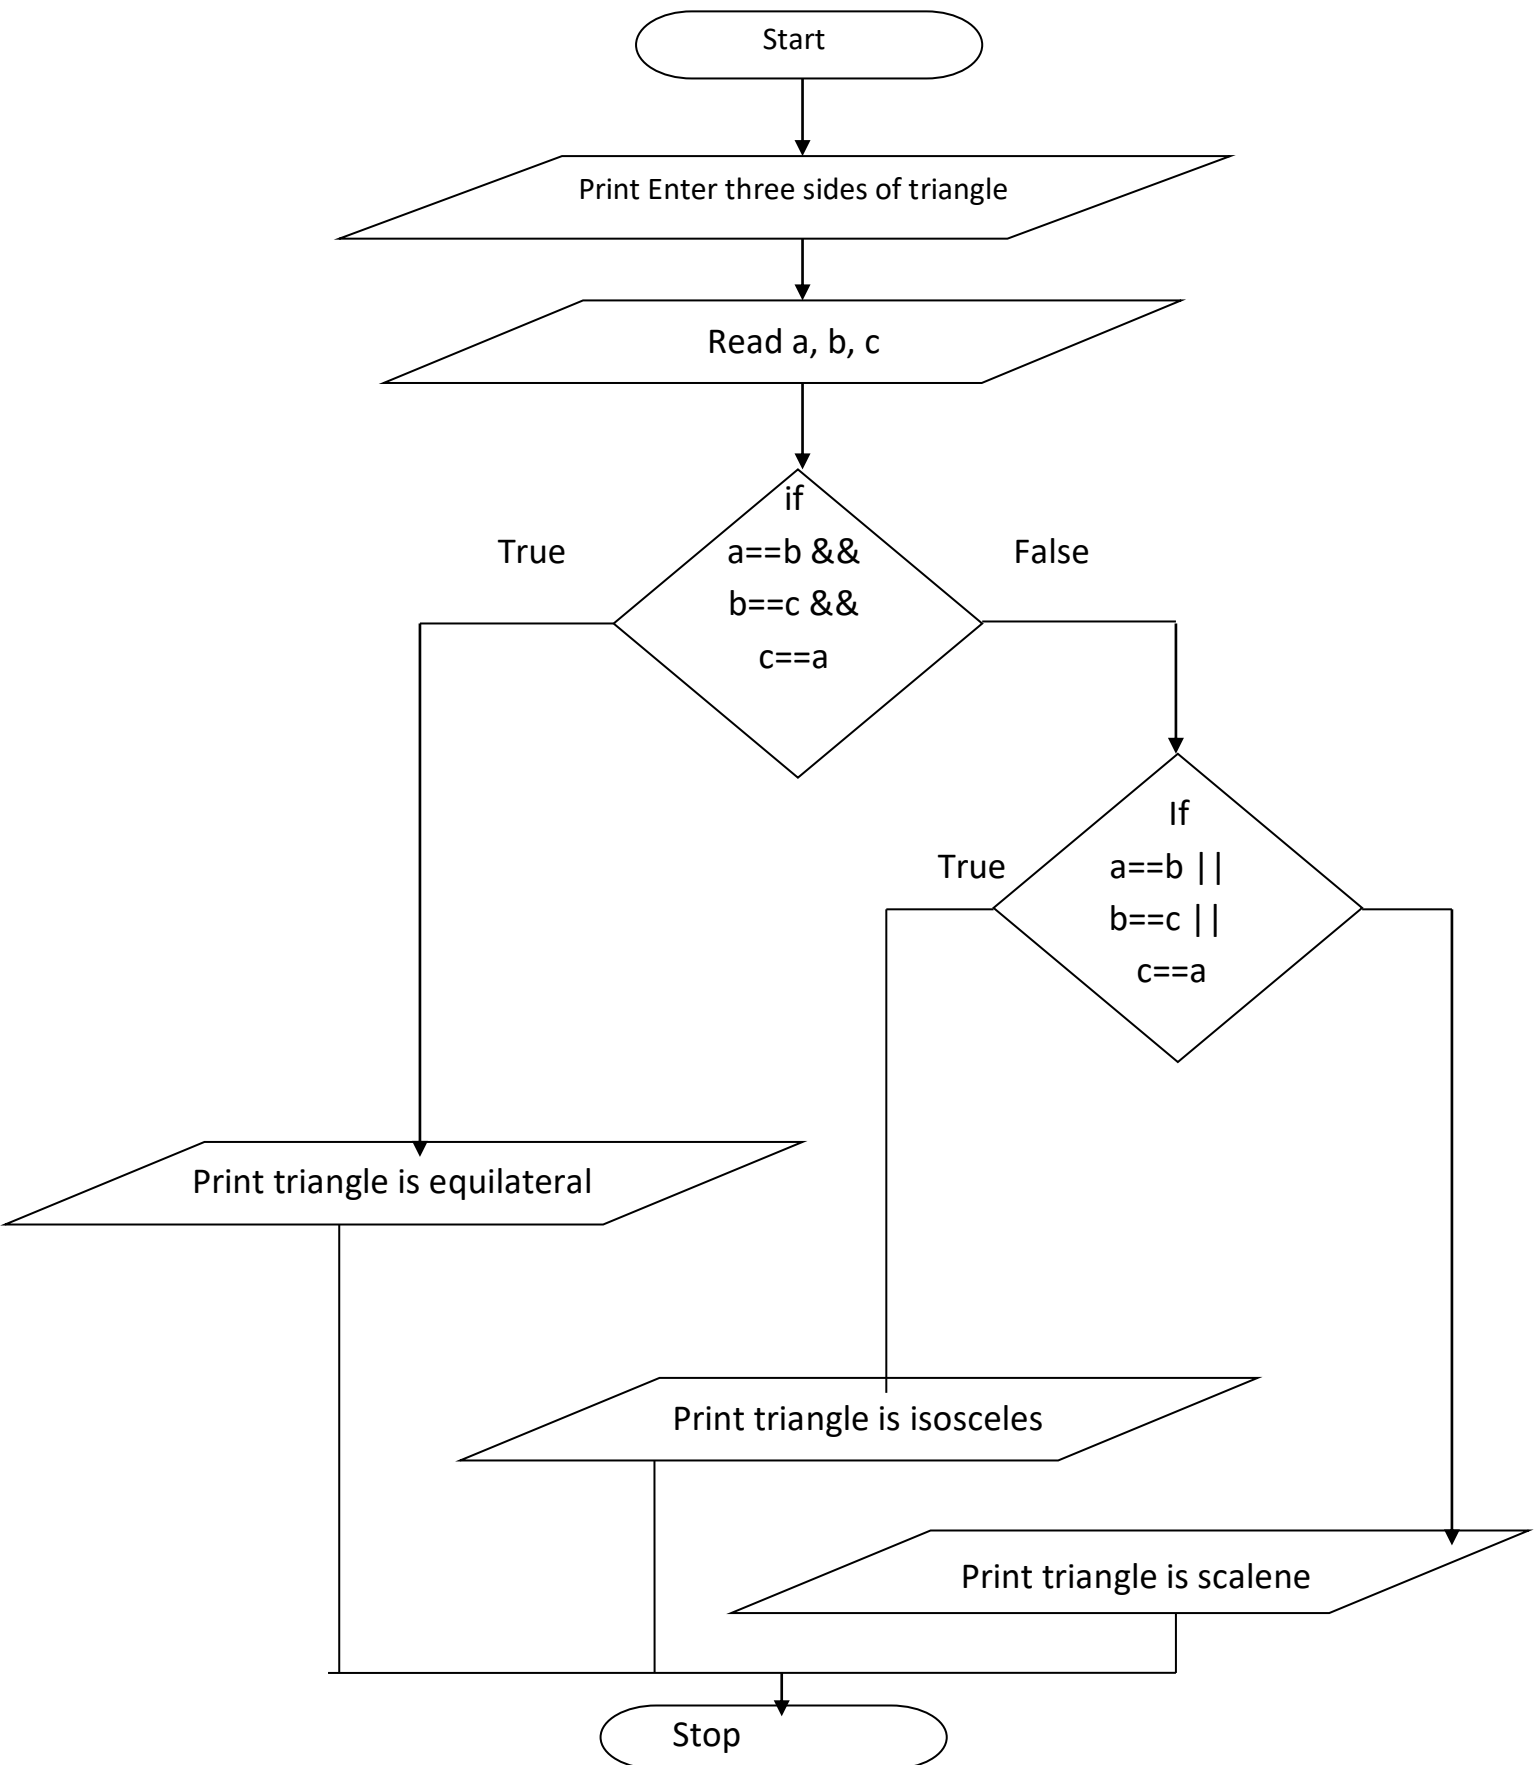 Start
Print Enter three sides of triangle
Read a, b, c
if
True
a==b &&
False
b==c &&
c==a
If
True
a==b ||
b==c ||
c==a
Print triangle is equilateral
Print triangle is isosceles
Print triangle is scalene
Stop